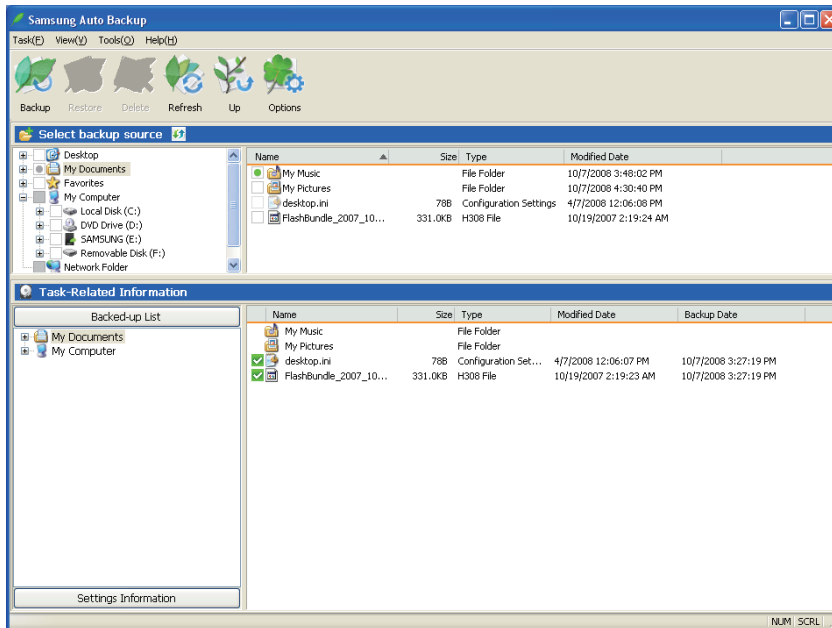 Samsung Auto Backup
Task(F) View(V) Tools(O) Help(H)
Backup Restore Delete Refresh Up Options
Select backup source
Desktop
My Documents
Favorites
My Computer
Local Disk (C:)
DVD Drive (D:)
SAMSUNG (E:)
Removable Disk (F:)
Network Folder
Name Size Type Modified Date
My Music File Folder 10/7/2008 3:48:02 PM
My Pictures File Folder 10/7/2008 4:30:40 PM
desktop.ini 78B Configuration Settings 4/7/2008 12:06:08 PM
FlashBundle_2007_10... 331.0KB H308 File 10/19/2007 2:19:24 AM
Task-Related Information
Backed-up List
My Documents
My Computer
Settings Information
Name Size Type Modified Date Backup Date
My Music File Folder
My Pictures File Folder
desktop.ini 78B Configuration Set... 4/7/2008 12:06:07 PM 10/7/2008 3:27:19 PM
FlashBundle_2007_10... 331.0KB H308 File 10/19/2007 2:19:23 AM 10/7/2008 3:27:19 PM
NUM SCRL